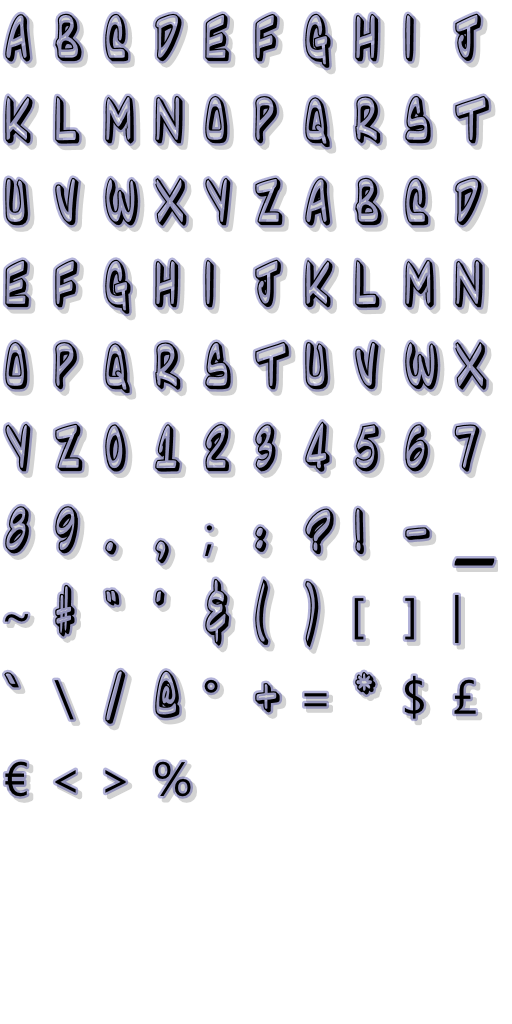 A B C D E F G H I J
K L M N O P Q R S T
U V W X Y Z A B C D
E F G H I J K L M N
O P Q R S T U V W X
Y Z 0 1 2 3 4 5 6 7
8 9 . , ; : ? ! - _
~ # " ' & ( ) [ ] |
` \ / @ ° + = * $ £
€ < > %